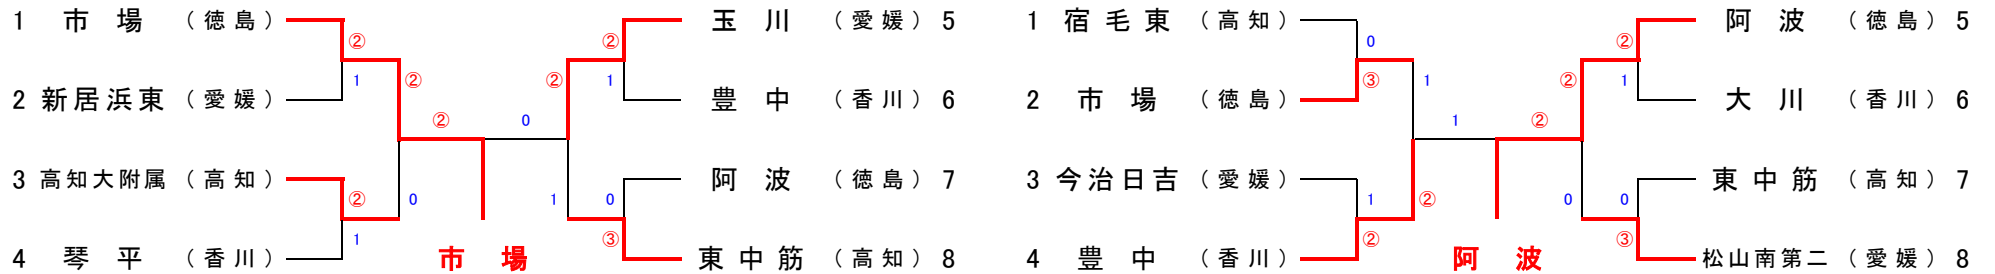 1 市場 （徳島） ② ② 玉川 （愛媛） 5
② 1 ② 1
2 新居浜東 （愛媛） ② 0 豊中 （香川） 6
3 高知大附属 （高知） ② 0 1 0 阿波 （徳島） 7
1 ③
4 琴平 （香川） 市場 東中筋 （高知） 8
1 宿毛東 （高知） 0 ② 阿波 （徳島） 5
③ 1 ② 1
2 市場 （徳島） 1 ② 大川 （香川） 6
3 今治日吉 （愛媛） 1 ② 0 0 東中筋 （高知） 7
② ③
4 豊中 （香川） 阿波 松山南第二 （愛媛） 8